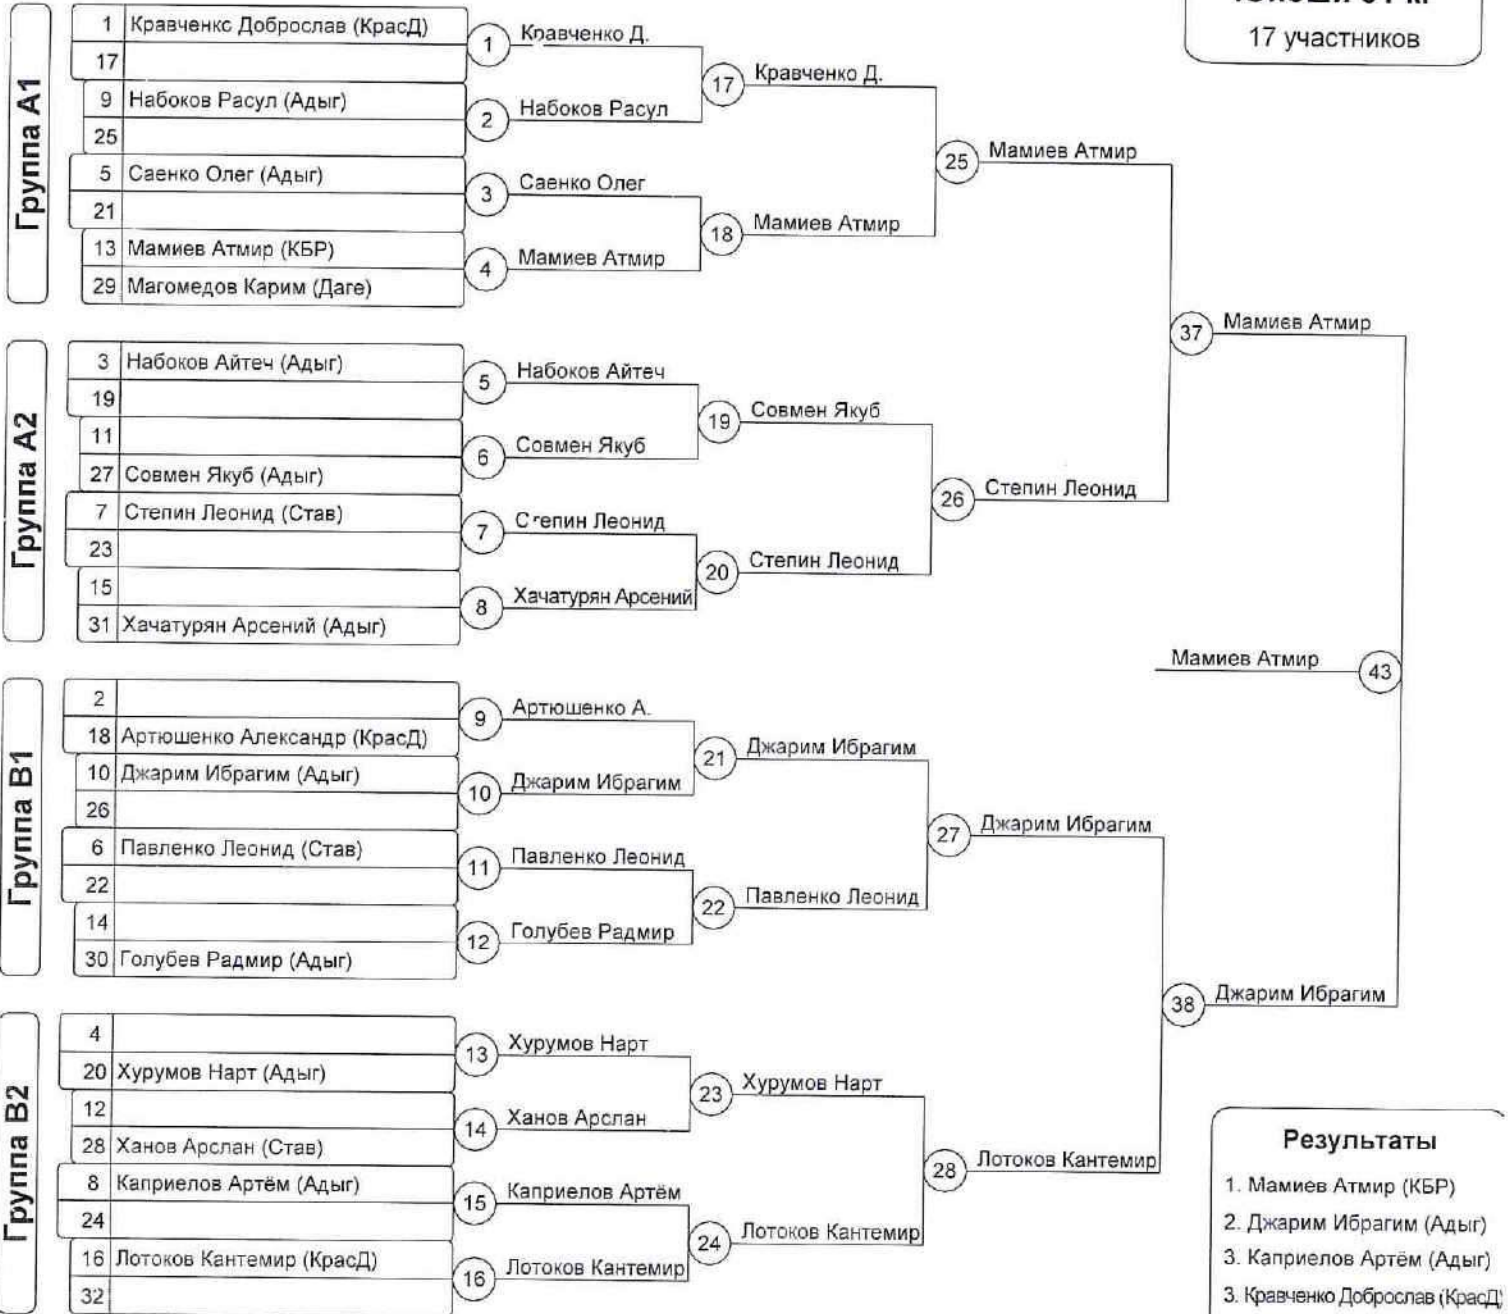 17 участников
Группа A1
1 Кравченкс Доброслав (КрасД)
17
9 Набоков Расул (Адыг)
25
5 Саенко Олег (Адыг)
21
13 Мамиев Атмир (КБР)
29 Магомедов Карим (Даге)
1 Кравченко Д.
2 Набоков Расул
3 Саенко Олег
4 Мамиев Атмир
17 Кравченко Д.
18 Мамиев Атмир
25 Мамиев Атмир
Группа A2
3 Набоков Айтеч (Адыг)
19
11
27 Совмен Якуб (Адыг)
7 Степин Леонид (Став)
23
15
31 Хачатурян Арсений (Адыг)
5 Набоков Айтеч
6 Совмен Якуб
7 Степин Леонид
8 Хачатурян Арсений
19 Совмен Якуб
20 Степин Леонид
26 Степин Леонид
37 Мамиев Атмир
Группа B1
2
18 Артюшенко Александр (КрасД)
10 Джарим Ибрагим (Адыг)
26
6 Павленко Леонид (Став)
22
14
30 Голубев Радмир (Адыг)
9 Артюшенко А.
10 Джарим Ибрагим
11 Павленко Леонид
12 Голубев Радмир
21 Джарим Ибрагим
22 Павленко Леонид
27 Джарим Ибрагим
Группа B2
4
20 Хурумов Нарт (Адыг)
12
28 Ханов Арслан (Став)
8 Каприелов Артём (Адыг)
24
16 Лотоков Кантемир (КрасД)
32
13 Хурумов Нарт
14 Ханов Арслан
15 Каприелов Артём
16 Лотоков Кантемир
23 Хурумов Нарт
24 Лотоков Кантемир
28 Лотоков Кантемир
38 Джарим Ибрагим
Мамиев Атмир 43
Результаты
1. Мамиев Атмир (КБР)
2. Джарим Ибрагим (Адыг)
3. Каприелов Артём (Адыг)
3. Кравченко Доброслав (КрасД)